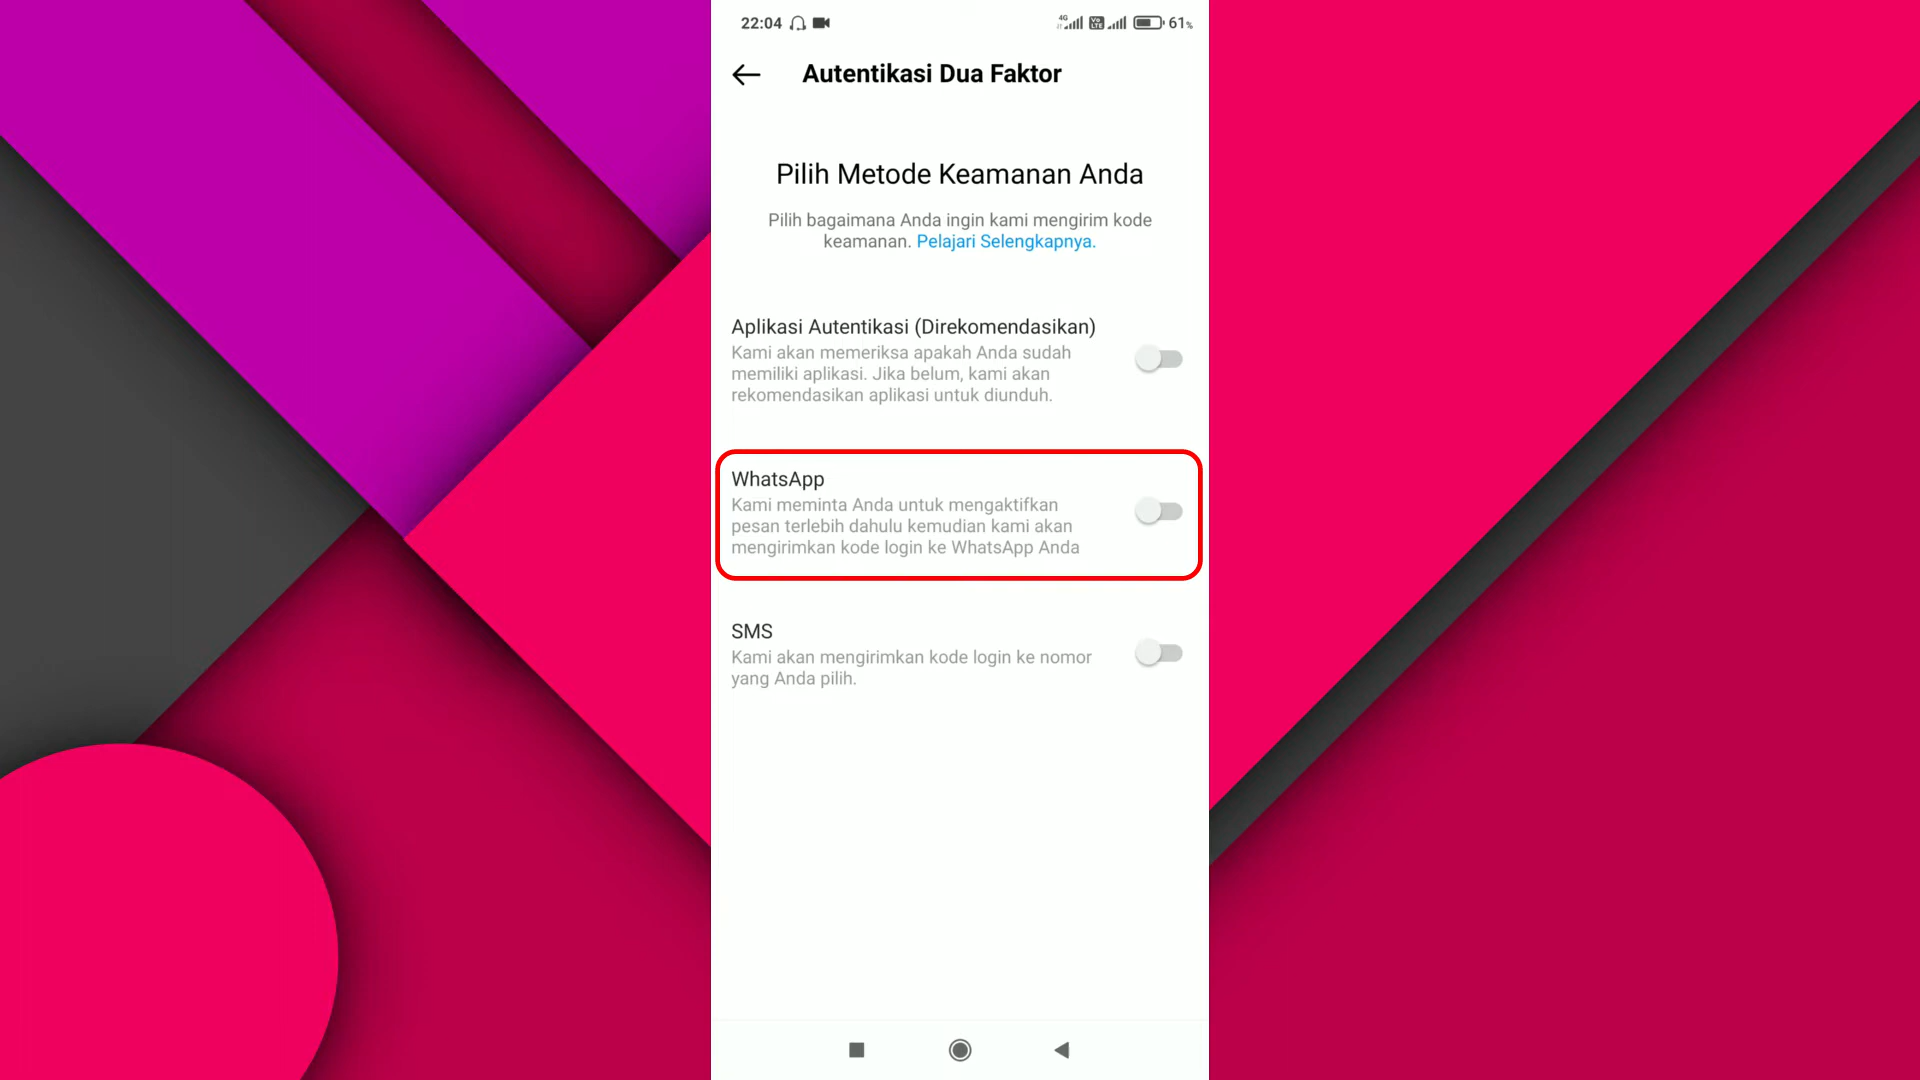 22:04 4G Vo LTE 61%
Autentikasi Dua Faktor
Pilih Metode Keamanan Anda
Pilih bagaimana Anda ingin kami mengirim kode
keamanan. Pelajari Selengkapnya.
Aplikasi Autentikasi (Direkomendasikan)
Kami akan memeriksa apakah Anda sudah
memiliki aplikasi. Jika belum, kami akan
rekomendasikan aplikasi untuk diunduh.
WhatsApp
Kami meminta Anda untuk mengaktifkan
pesan terlebih dahulu kemudian kami akan
mengirimkan kode login ke WhatsApp Anda
SMS
Kami akan mengirimkan kode login ke nomor
yang Anda pilih.